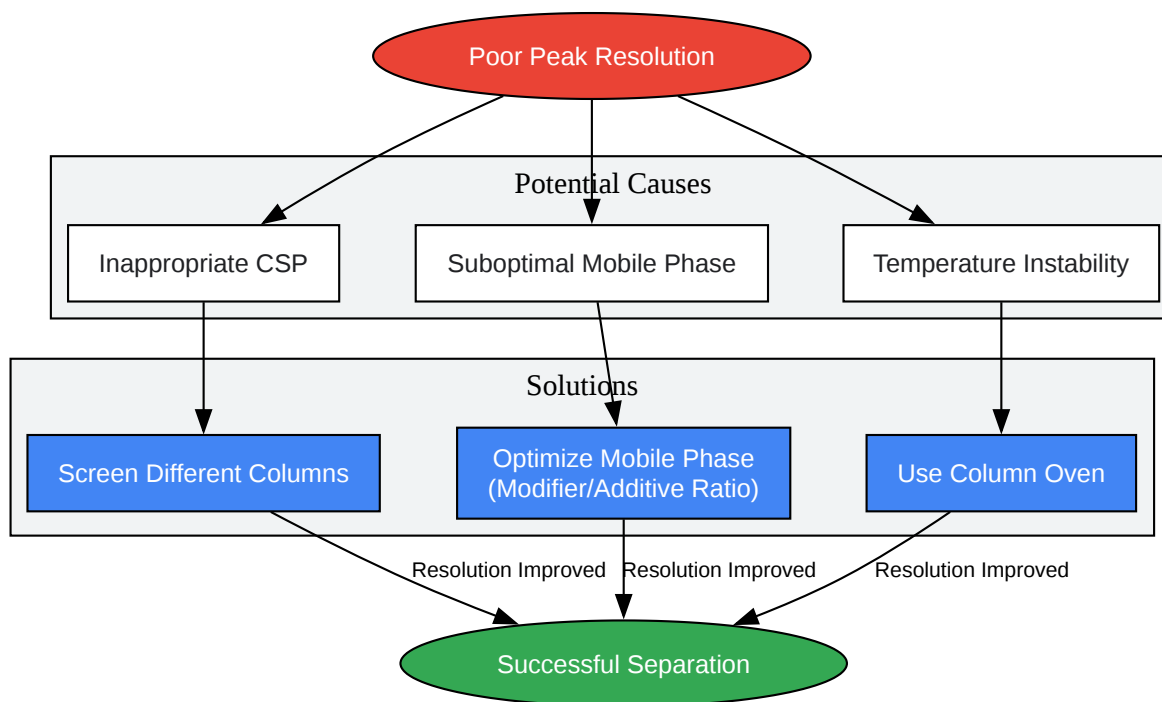 Poor Peak Resolution
Potential Causes
Inappropriate CSP
Suboptimal Mobile Phase
Temperature Instability
Solutions
Screen Different Columns
Optimize Mobile Phase
(Modifier/Additive Ratio)
Use Column Oven
Resolution Improved
Resolution Improved
Resolution Improved
Successful Separation